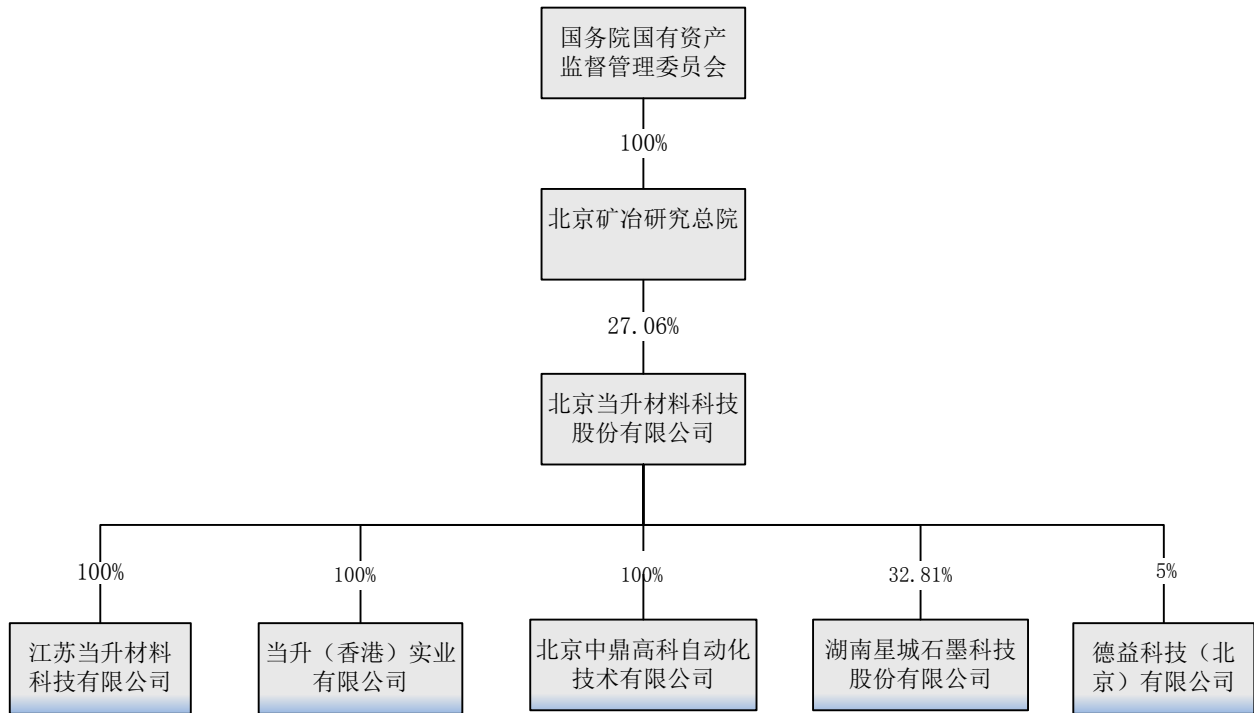 国务院国有资产
监督管理委员会
100%
北京矿冶研究总院
27.06%
北京当升材料科技
股份有限公司
100%
100%
100%
32.81%
5%
江苏当升材料
科技有限公司
当升（香港）实业
有限公司
北京中鼎高科自动化
技术有限公司
湖南星城石墨科技
股份有限公司
德益科技（北
京）有限公司